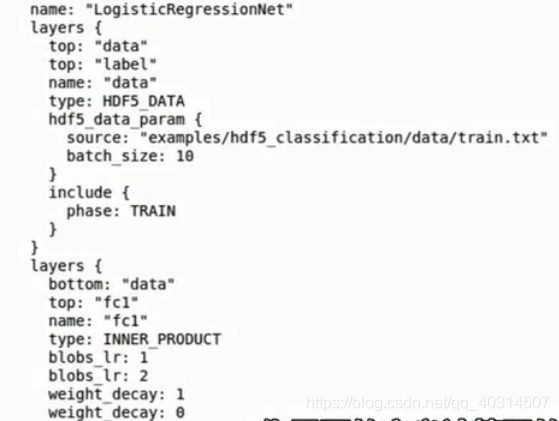 name: "LogisticRegressionNet"
layers {
  top: "data"
  top: "label"
  name: "data"
  type: HDF5_DATA
  hdf5_data_param {
    source: "examples/hdf5_classification/data/train.txt"
    batch_size: 10
  }
  include {
    phase: TRAIN
  }
}
layers {
  bottom: "data"
  top: "fc1"
  name: "fc1"
  type: INNER_PRODUCT
  blobs_lr: 1
  blobs_lr: 2
  weight_decay: 1
  weight_decay: 0
https://blog.csdn.net/qq_40314507